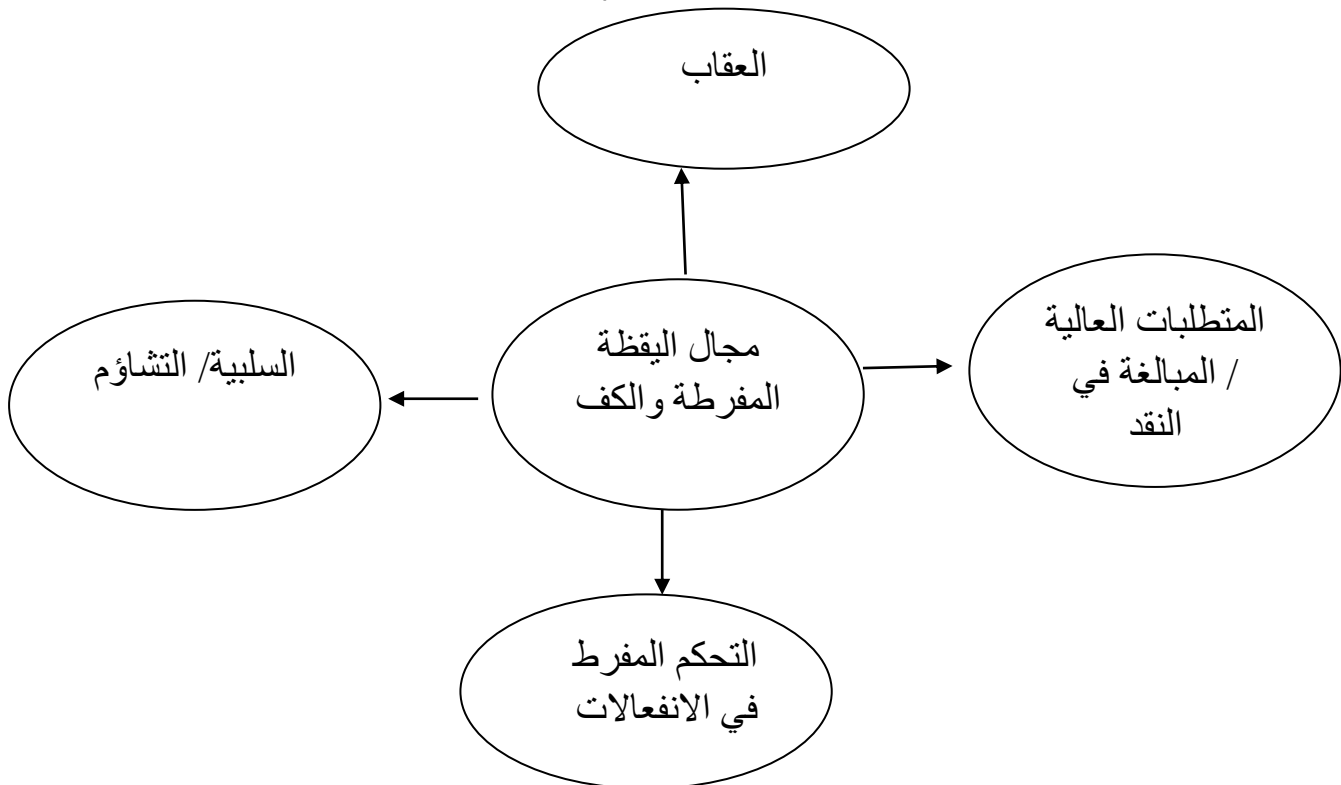 العقاب
المتطلبات العالية
/ المبالغة في
النقد
مجال اليقظة
المفرطة والكف
السلبية/ التشاؤم
التحكم المفرط
في الانفعالات